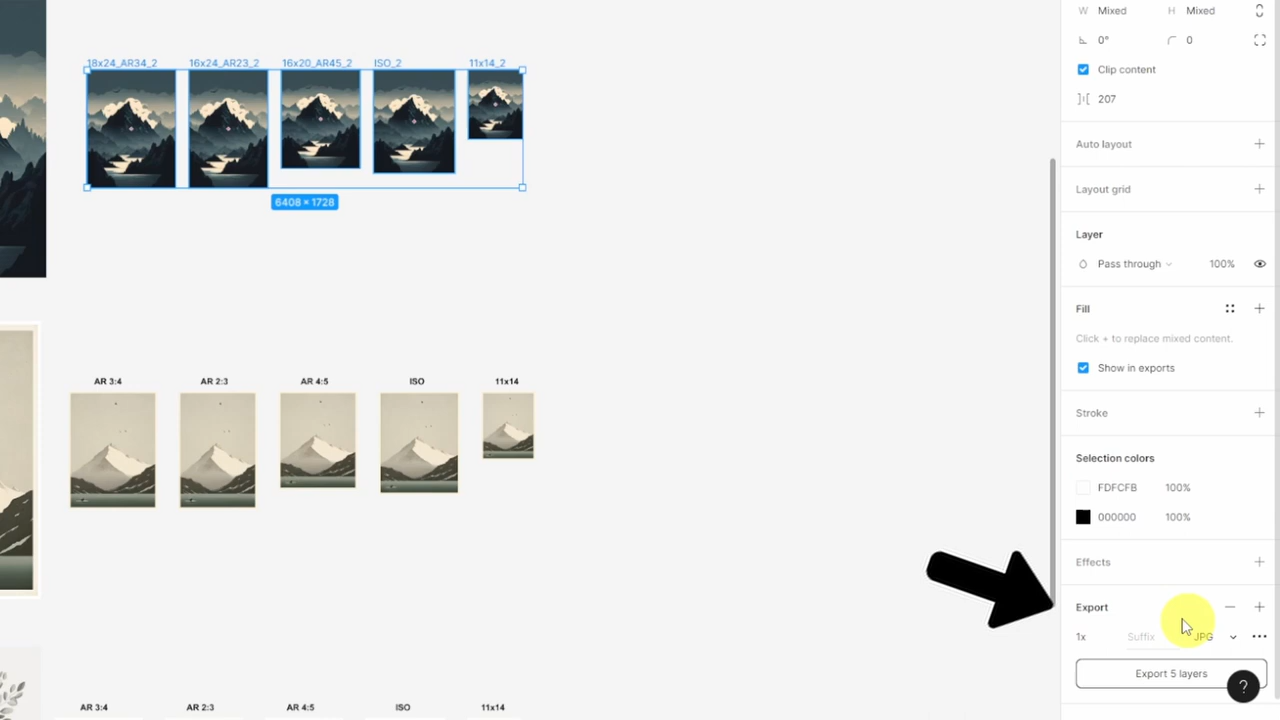 W Mixed H Mixed
0° 0
Clip content
207
Auto layout
Layout grid
Layer
Pass through 100%
Fill
Click + to replace mixed content.
Show in exports
Stroke
Selection colors
FDFCFB 100%
000000 100%
Effects
Export
1x Suffix JPG
Export 5 layers
?
18x24_AR34_2 16x24_AR23_2 16x20_AR45_2 ISO_2 11x14_2
6408 × 1728
AR 3:4 AR 2:3 AR 4:5 ISO 11x14
AR 3:4 AR 2:3 AR 4:5 ISO 11x14